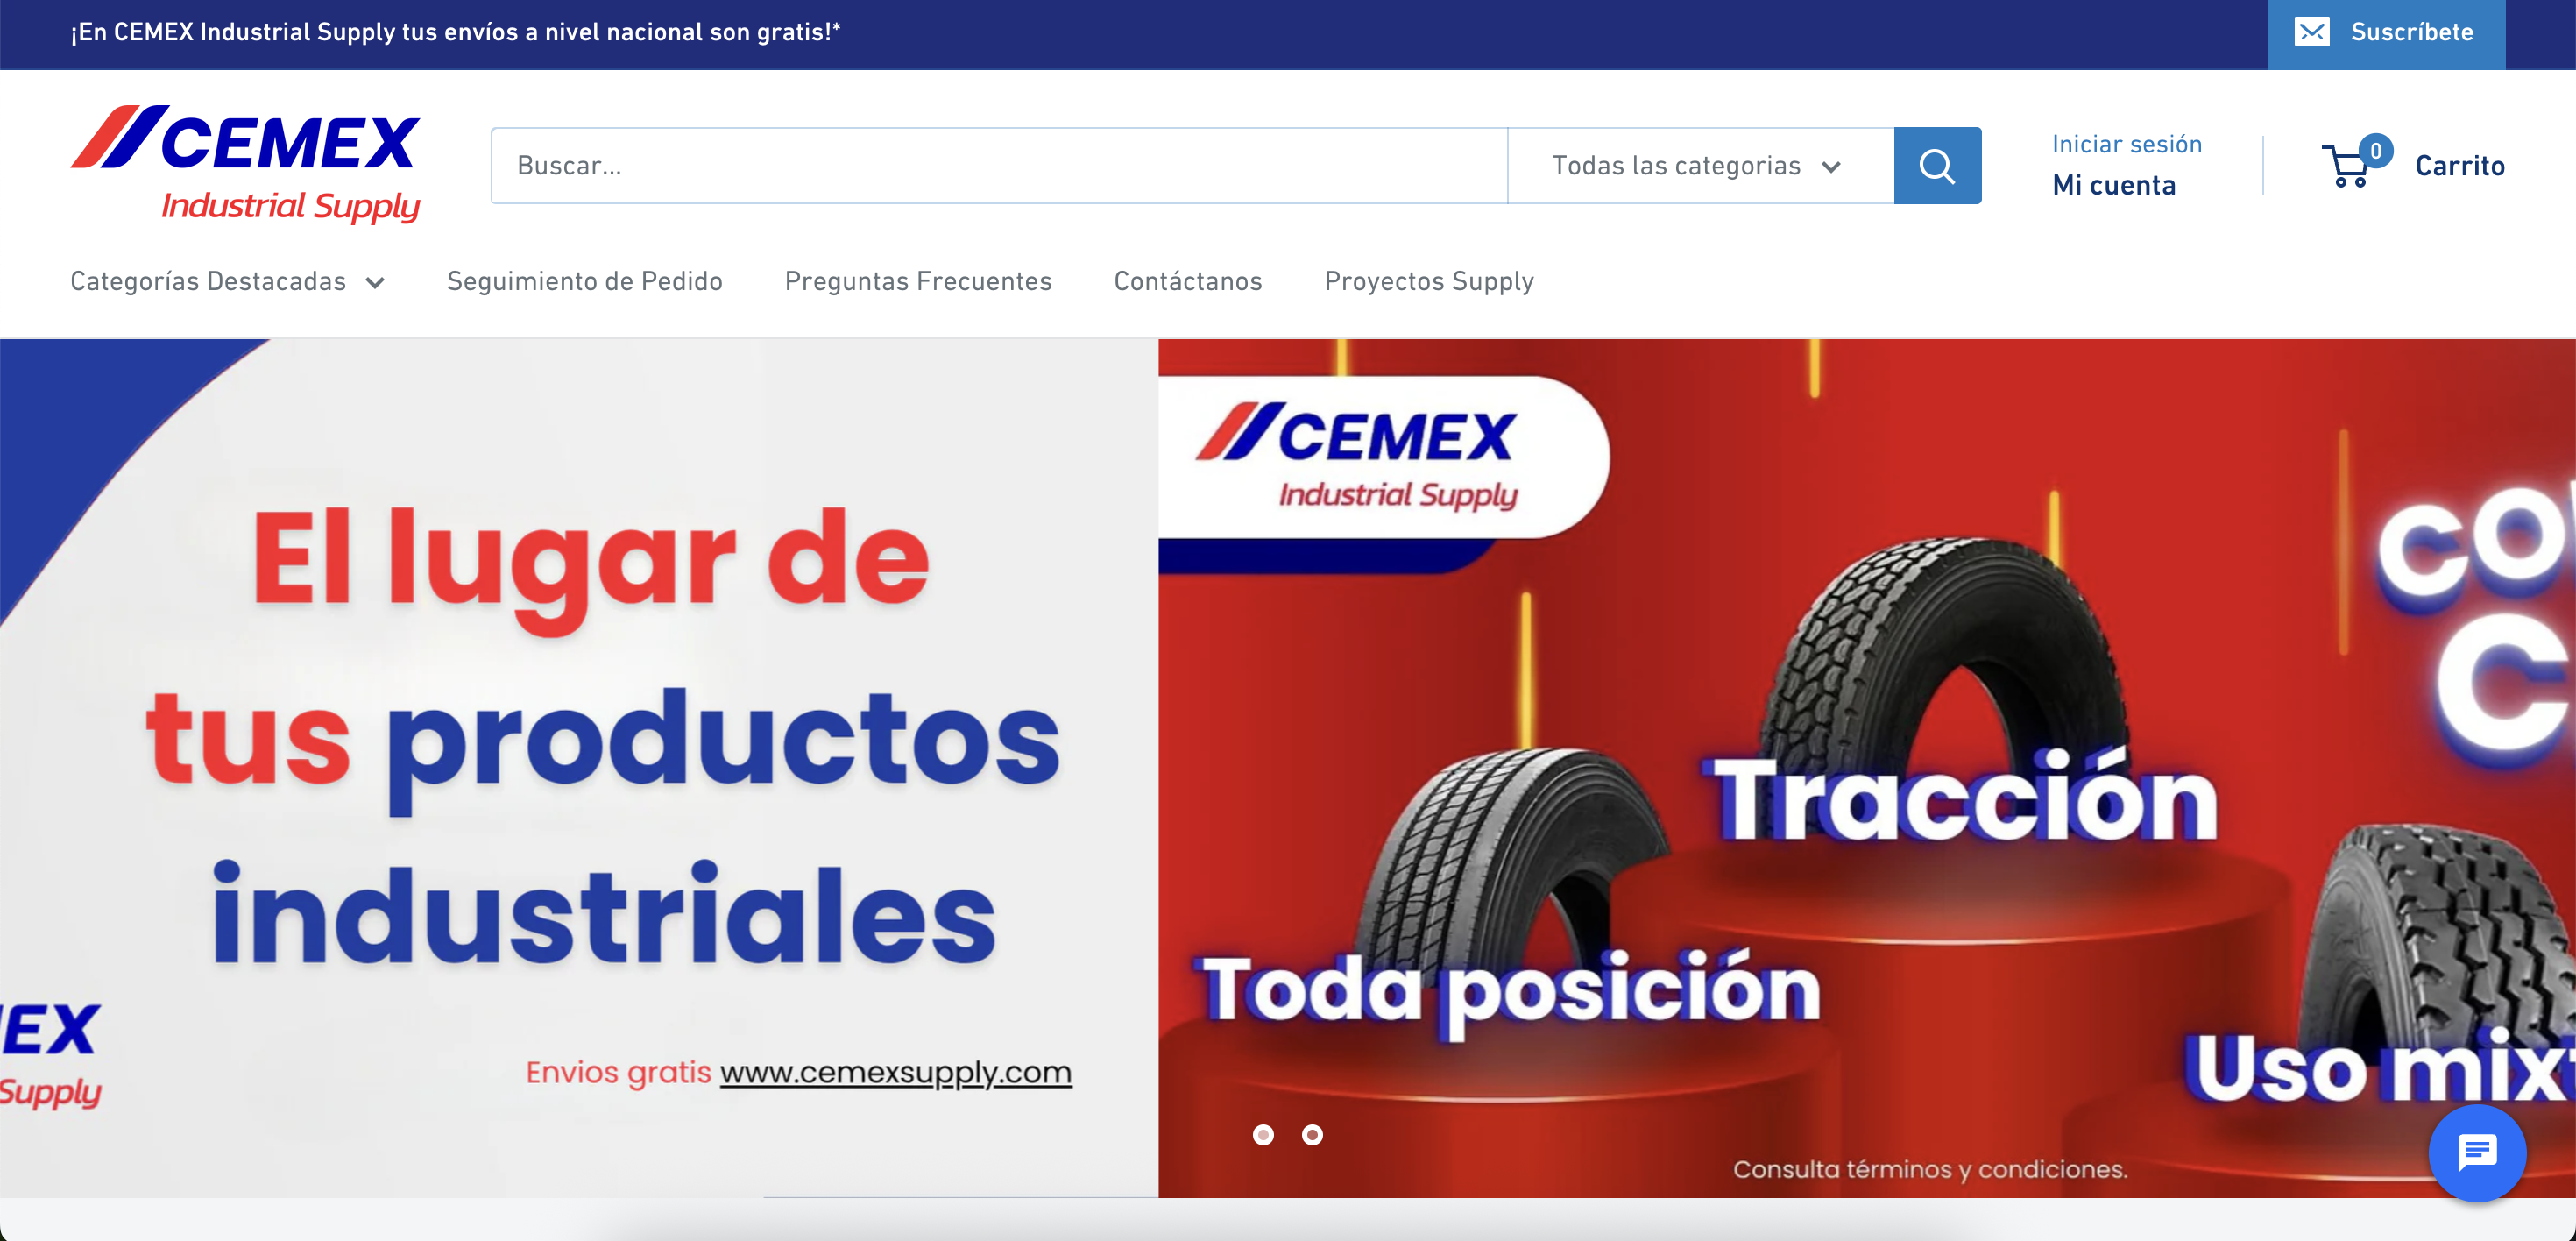 ¡En CEMEX Industrial Supply tus envíos a nivel nacional son gratis!*
Suscríbete
CEMEX
Industrial Supply
Buscar...
Todas las categorias
Iniciar sesión
Mi cuenta
0
Carrito
Categorías Destacadas
Seguimiento de Pedido
Preguntas Frecuentes
Contáctanos
Proyectos Supply
El lugar de
tus productos
industriales
EX
Supply
Envios gratis www.cemexsupply.com
CEMEX
Industrial Supply
Tracción
Toda posición
Uso mixt
Consulta términos y condiciones.